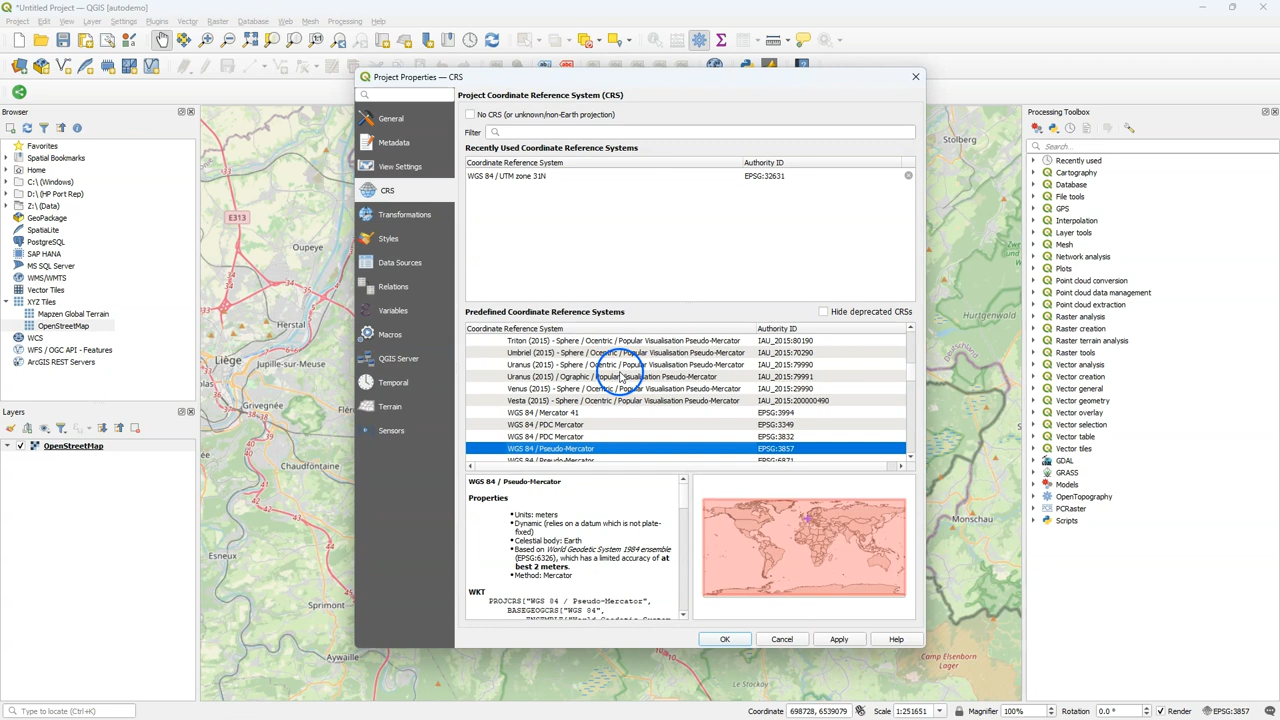 *Untitled Project — QGIS [autodemo]
Project Edit View Layer Settings Plugins Vector Raster Database Web Mesh Processing Help
Browser
Favorites
Spatial Bookmarks
Home
C:\ (Windows)
D:\ (HP Port Rep)
Z:\ (Data)
GeoPackage
SpatiaLite
PostgreSQL
SAP HANA
MS SQL Server
WMS/WMTS
Vector Tiles
XYZ Tiles
Mapzen Global Terrain
OpenStreetMap
WCS
WFS / OGC API - Features
ArcGIS REST Servers
Layers
OpenStreetMap
E313
Oupeye
Herstal
Liège
Jupille-sur-Meuse
Grivegnée
Chaudfontaine
Esneux
Sprimont
Aywaille
Le Stockay
Camp Elsenborn
Lager
Monschau
Hürtgenwald
Stolberg
Project Properties — CRS
General
Metadata
View Settings
CRS
Transformations
Styles
Data Sources
Relations
Variables
Macros
QGIS Server
Temporal
Terrain
Sensors
Project Coordinate Reference System (CRS)
No CRS (or unknown/non-Earth projection)
Filter
Recently Used Coordinate Reference Systems
Coordinate Reference System Authority ID
WGS 84 / UTM zone 31N EPSG:32631
Predefined Coordinate Reference Systems Hide deprecated CRSs
Coordinate Reference System Authority ID
Triton (2015) - Sphere / Ocentric / Popular Visualisation Pseudo-Mercator IAU_2015:80190
Umbriel (2015) - Sphere / Ocentric / Popular Visualisation Pseudo-Mercator IAU_2015:70290
Uranus (2015) - Sphere / Ocentric / Popular Visualisation Pseudo-Mercator IAU_2015:79990
Uranus (2015) / Ographic / Popular Visualisation Pseudo-Mercator IAU_2015:79991
Venus (2015) - Sphere / Ocentric / Popular Visualisation Pseudo-Mercator IAU_2015:29990
Vesta (2015) - Sphere / Ocentric / Popular Visualisation Pseudo-Mercator IAU_2015:200000490
WGS 84 / Mercator 41 EPSG:3994
WGS 84 / PDC Mercator EPSG:3349
WGS 84 / PDC Mercator EPSG:3832
WGS 84 / Pseudo-Mercator EPSG:3857
WGS 84 / Pseudo-Mercator EPSG:6871
WGS 84 / Pseudo-Mercator
Properties
•Units: meters
•Dynamic (relies on a datum which is not plate-
fixed)
•Celestial body: Earth
•Based on World Geodetic System 1984 ensemble
(EPSG:6326), which has a limited accuracy of at
best 2 meters.
•Method: Mercator
WKT
PROJCRS["WGS 84 / Pseudo-Mercator",
BASEGEOGCRS["WGS 84",
ENSEMBLE["World Geodetic System
OK Cancel Apply Help
Processing Toolbox
Search...
Recently used
Cartography
Database
File tools
GPS
Interpolation
Layer tools
Mesh
Network analysis
Plots
Point cloud conversion
Point cloud data management
Point cloud extraction
Raster analysis
Raster creation
Raster terrain analysis
Raster tools
Vector analysis
Vector creation
Vector general
Vector geometry
Vector overlay
Vector selection
Vector table
Vector tiles
GDAL
GRASS
Models
OpenTopography
PCRaster
Scripts
Type to locate (Ctrl+K) Coordinate 698728, 6539079 Scale 1:251651 Magnifier 100% Rotation 0.0 ° Render EPSG:3857